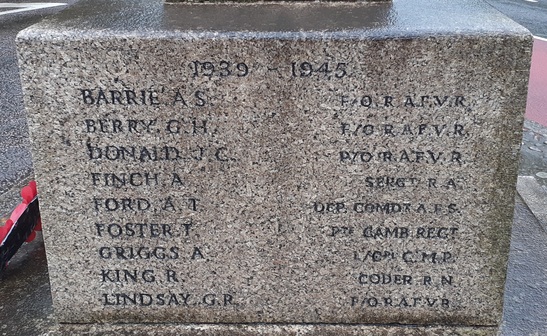 1939 - 1945
BARRIE A.S. F/O. R.A.F.V.R.
BERRY. G.H. F/O. R.A.F.V.R.
DONALD. J.C. P/O. R.A.F.V.R.
FINCH. A. SERGT. R.A.
FORD. A.T. DEP. COMDT. A.F.S.
FOSTER T. PTE CAMB. REGT.
GRIGGS. A. L/CPL C.M.P.
KING. R. CODER. R.N.
LINDSAY. G.R. F/O. R.A.F.V.R.